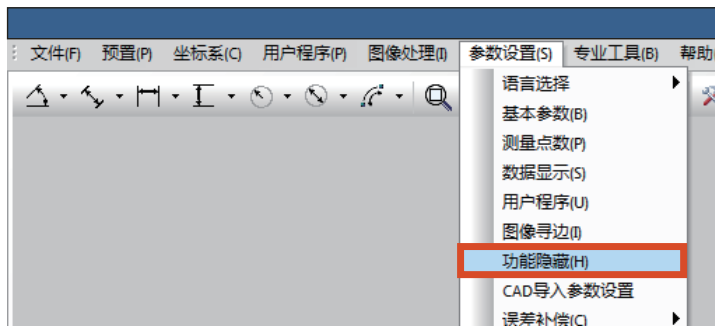 文件(F) 预置(P) 坐标系(C) 用户程序(P) 图像处理(I) 参数设置(S) 专业工具(B) 帮助
语言选择
基本参数(B)
测量点数(P)
数据显示(S)
用户程序(U)
图像寻边(I)
功能隐藏(H)
CAD导入参数设置
误差补偿(C)